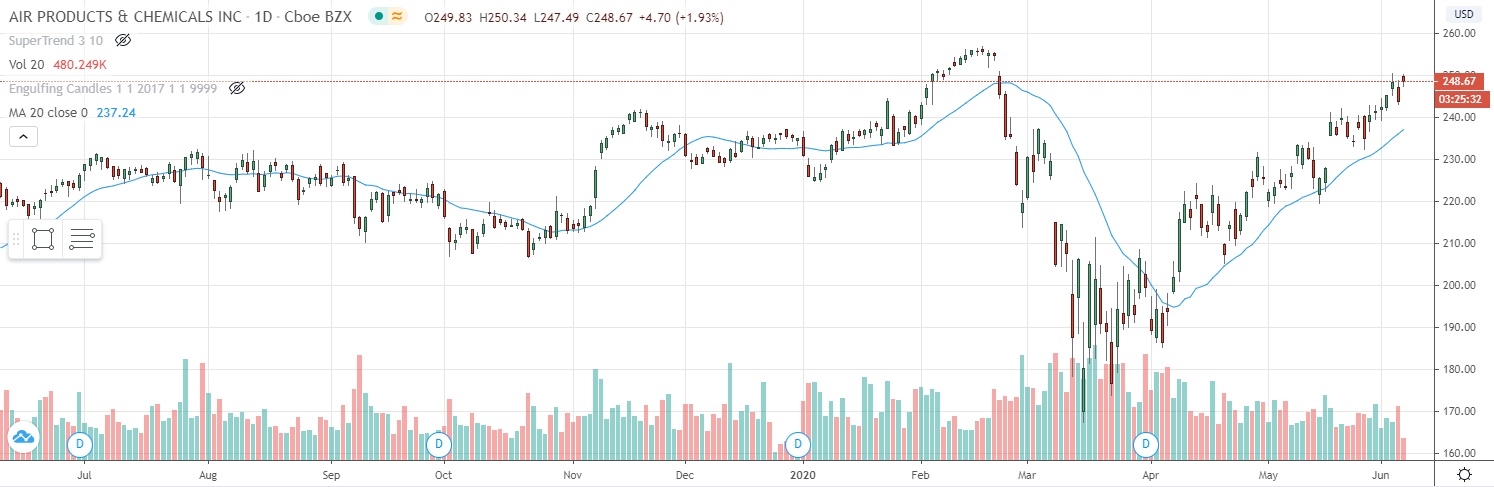 AIR PRODUCTS & CHEMICALS INC · 1D · Cboe BZX O249.83 H250.34 L247.49 C248.67 +4.70 (+1.93%)
USD
SuperTrend 3 10
Vol 20 480.249K
Engulfing Candles 1 1 2017 1 1 9999
MA 20 close 0 237.24
260.00
250.00
248.67
03:25:32
240.00
230.00
220.00
210.00
200.00
190.00
180.00
170.00
160.00
D D D D
Jul Aug Sep Oct Nov Dec 2020 Feb Mar Apr May Jun